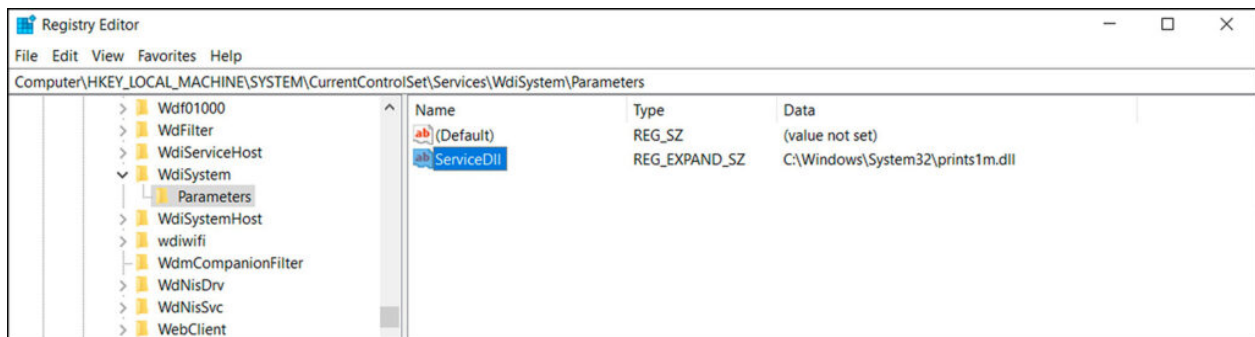 Registry Editor
File Edit View Favorites Help
Computer\HKEY_LOCAL_MACHINE\SYSTEM\CurrentControlSet\Services\WdiSystem\Parameters
Wdf01000
WdFilter
WdiServiceHost
WdiSystem
Parameters
WdiSystemHost
wdiwifi
WdmCompanionFilter
WdNisDrv
WdNisSvc
WebClient
Name Type Data
ab (Default) REG_SZ (value not set)
ab ServiceDll REG_EXPAND_SZ C:\Windows\System32\prints1m.dll